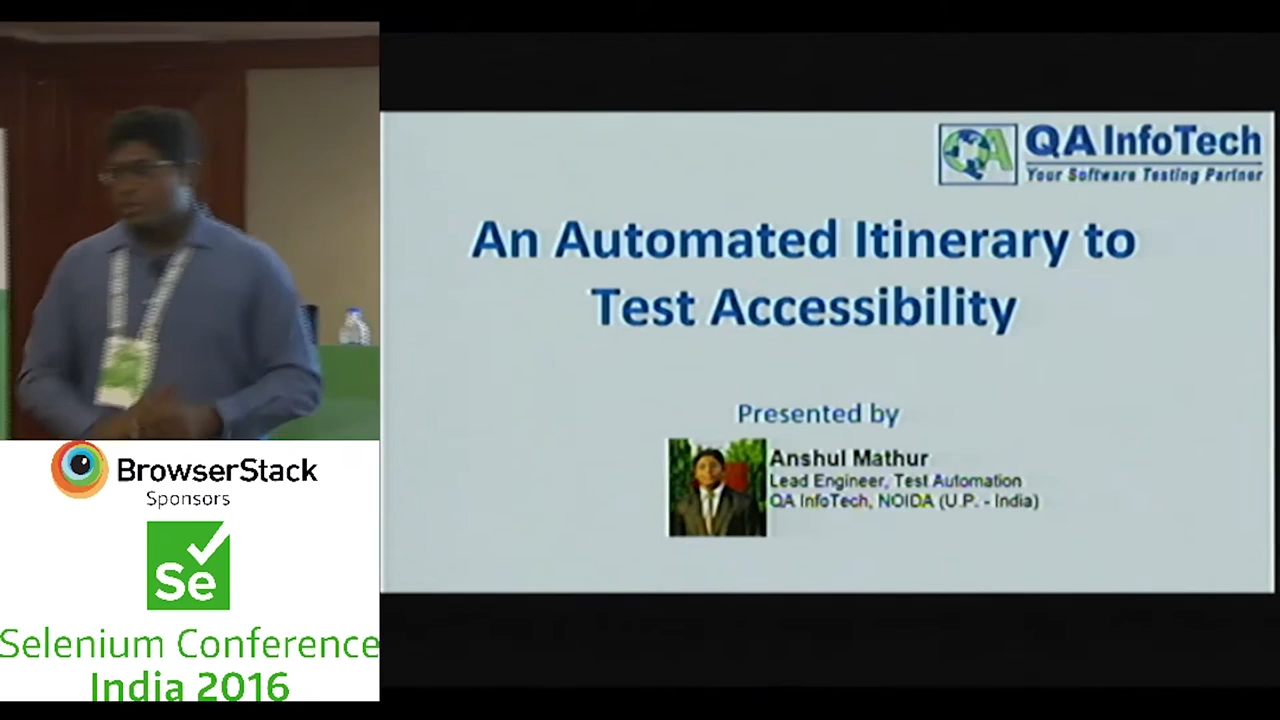 QA
QA InfoTech
Your Software Testing Partner
An Automated Itinerary to
Test Accessibility
Presented by
Anshul Mathur
Lead Engineer, Test Automation
QA InfoTech, NOIDA (U.P. - India)
BrowserStack
Sponsors
Se
Selenium Conference
India 2016